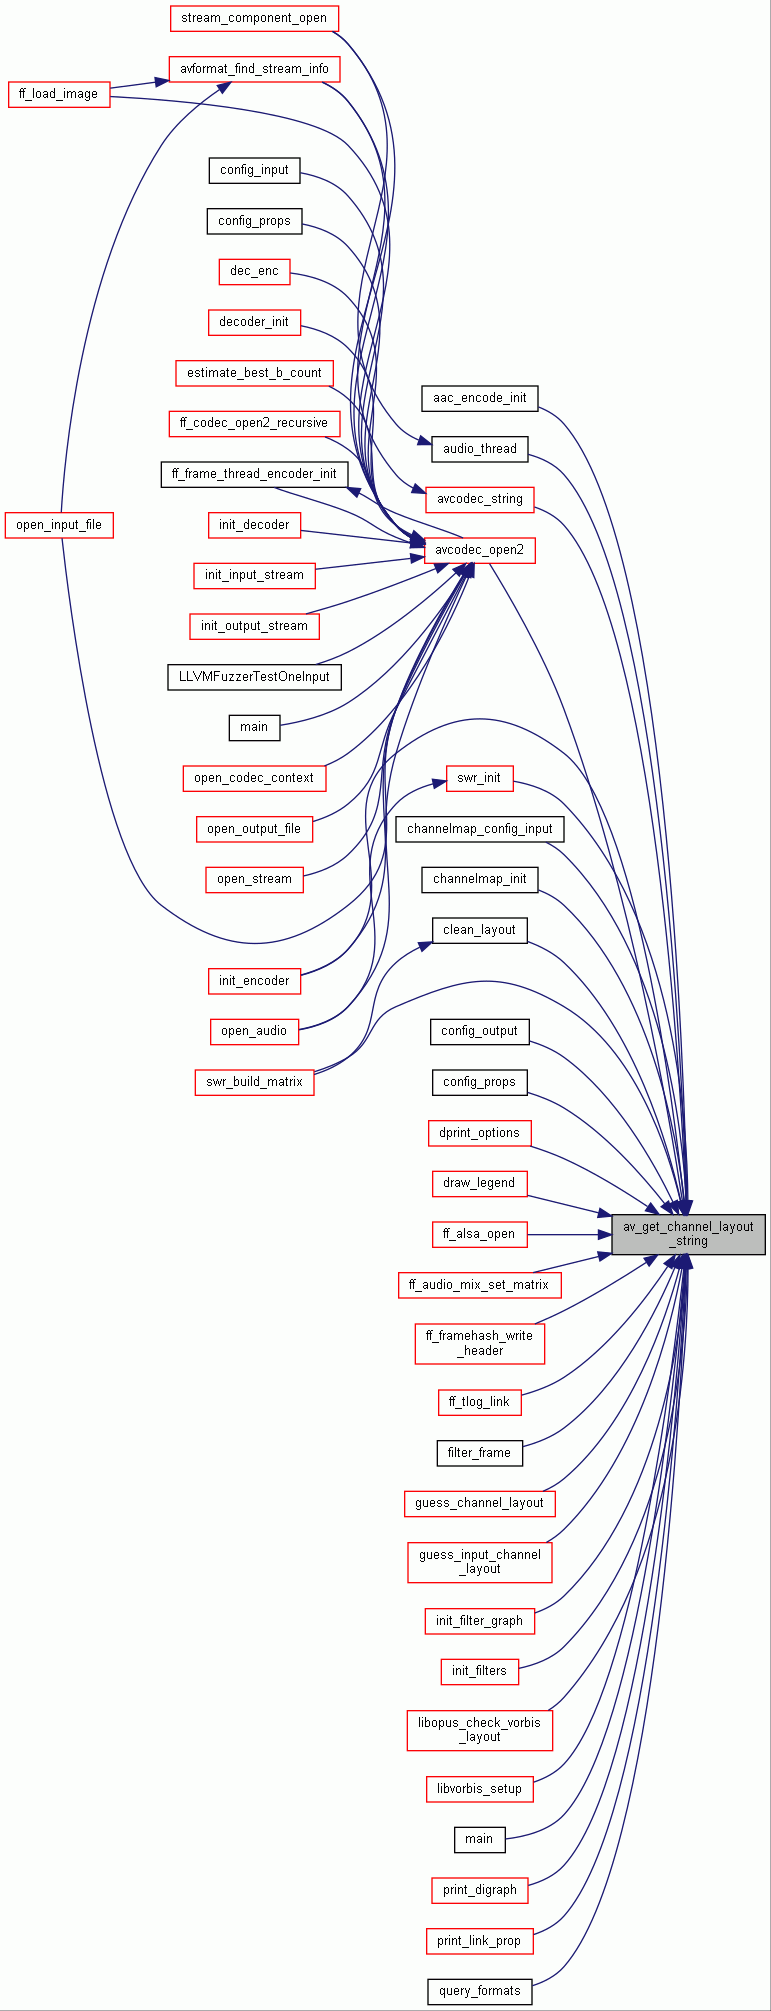 stream_component_open
avformat_find_stream_info
ff_load_image
config_input
config_props
dec_enc
decoder_init
estimate_best_b_count
aac_encode_init
ff_codec_open2_recursive
audio_thread
ff_frame_thread_encoder_init
avcodec_string
open_input_file
init_decoder
avcodec_open2
init_input_stream
init_output_stream
LLVMFuzzerTestOneInput
main
open_codec_context
swr_init
open_output_file
channelmap_config_input
open_stream
channelmap_init
clean_layout
init_encoder
open_audio
config_output
swr_build_matrix
config_props
dprint_options
draw_legend
av_get_channel_layout
_string
ff_alsa_open
ff_audio_mix_set_matrix
ff_framehash_write
_header
ff_tlog_link
filter_frame
guess_channel_layout
guess_input_channel
_layout
init_filter_graph
init_filters
libopus_check_vorbis
_layout
libvorbis_setup
main
print_digraph
print_link_prop
query_formats